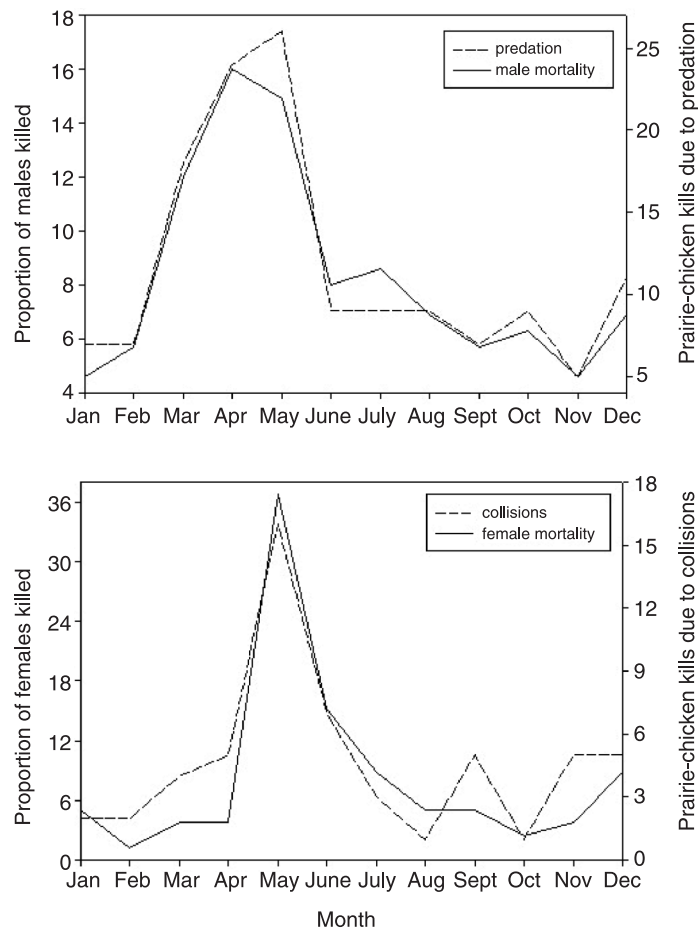 Proportion of males killed
18
16
14
12
10
8
6
4
predation
male mortality
25
20
15
10
5
Prairie-chicken kills due to predation
Jan Feb Mar Apr May June July Aug Sept Oct Nov Dec
Proportion of females killed
36
30
24
18
12
6
0
collisions
female mortality
18
15
12
9
6
3
0
Prairie-chicken kills due to collisions
Jan Feb Mar Apr May June July Aug Sept Oct Nov Dec
Month